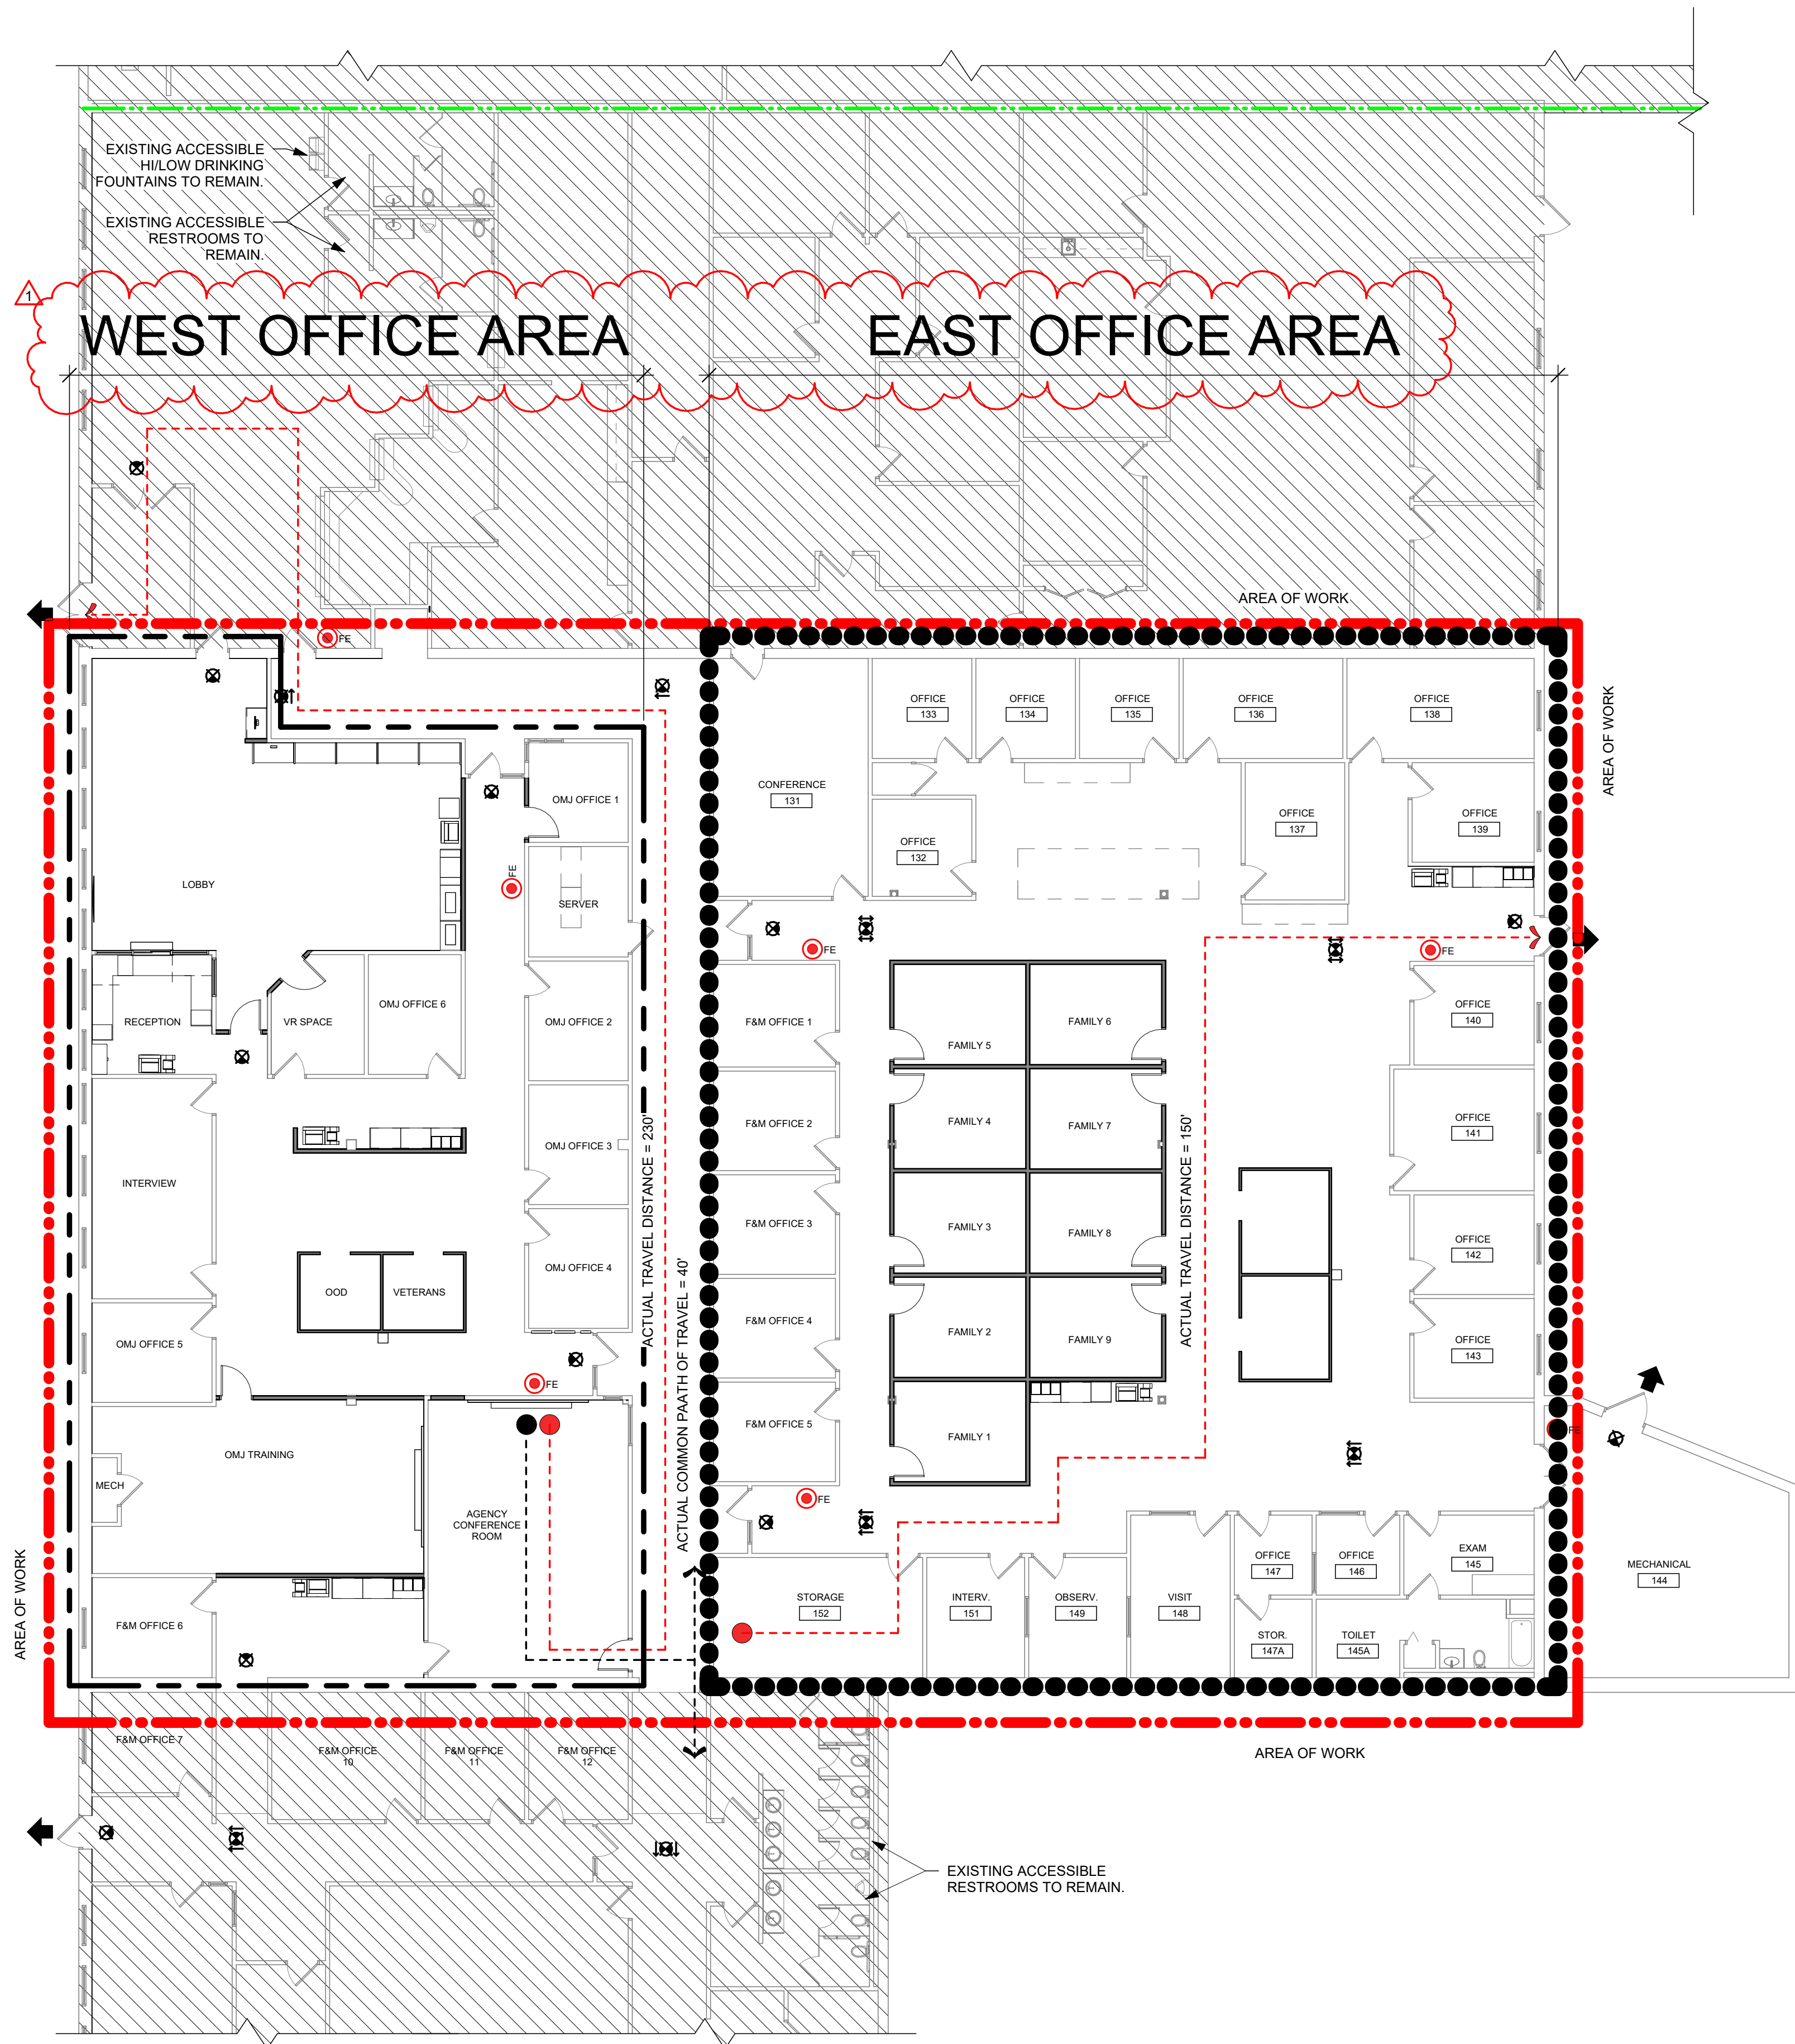 EXISTING ACCESSIBLE
HI/LOW DRINKING
FOUNTAINS TO REMAIN.
EXISTING ACCESSIBLE
RESTROOMS TO
REMAIN.
1
WEST OFFICE AREA
EAST OFFICE AREA
AREA OF WORK
FE
AREA OF WORK
OFFICE
133
OFFICE
134
OFFICE
135
OFFICE
136
OFFICE
138
CONFERENCE
131
OMJ OFFICE 1
OFFICE
132
OFFICE
137
OFFICE
139
LOBBY
FE
SERVER
FE
FE
RECEPTION
VR SPACE
OMJ OFFICE 6
OMJ OFFICE 2
F&M OFFICE 1
FAMILY 5
FAMILY 6
OFFICE
140
INTERVIEW
OMJ OFFICE 3
F&M OFFICE 2
FAMILY 4
FAMILY 7
OFFICE
141
ACTUAL TRAVEL DISTANCE = 230'
ACTUAL TRAVEL DISTANCE = 150'
F&M OFFICE 3
FAMILY 3
FAMILY 8
OFFICE
142
OOD
VETERANS
OMJ OFFICE 4
ACTUAL COMMON PAATH OF TRAVEL = 40'
F&M OFFICE 4
FAMILY 2
FAMILY 9
OFFICE
143
OMJ OFFICE 5
FE
F&M OFFICE 5
FAMILY 1
FE
OMJ TRAINING
MECH
AGENCY
CONFERENCE
ROOM
FE
AREA OF WORK
F&M OFFICE 6
STORAGE
152
INTERV.
151
OBSERV.
149
VISIT
148
OFFICE
147
OFFICE
146
EXAM
145
MECHANICAL
144
STOR.
147A
TOILET
145A
F&M OFFICE 7
F&M OFFICE
10
F&M OFFICE
11
F&M OFFICE
12
AREA OF WORK
EXISTING ACCESSIBLE
RESTROOMS TO REMAIN.